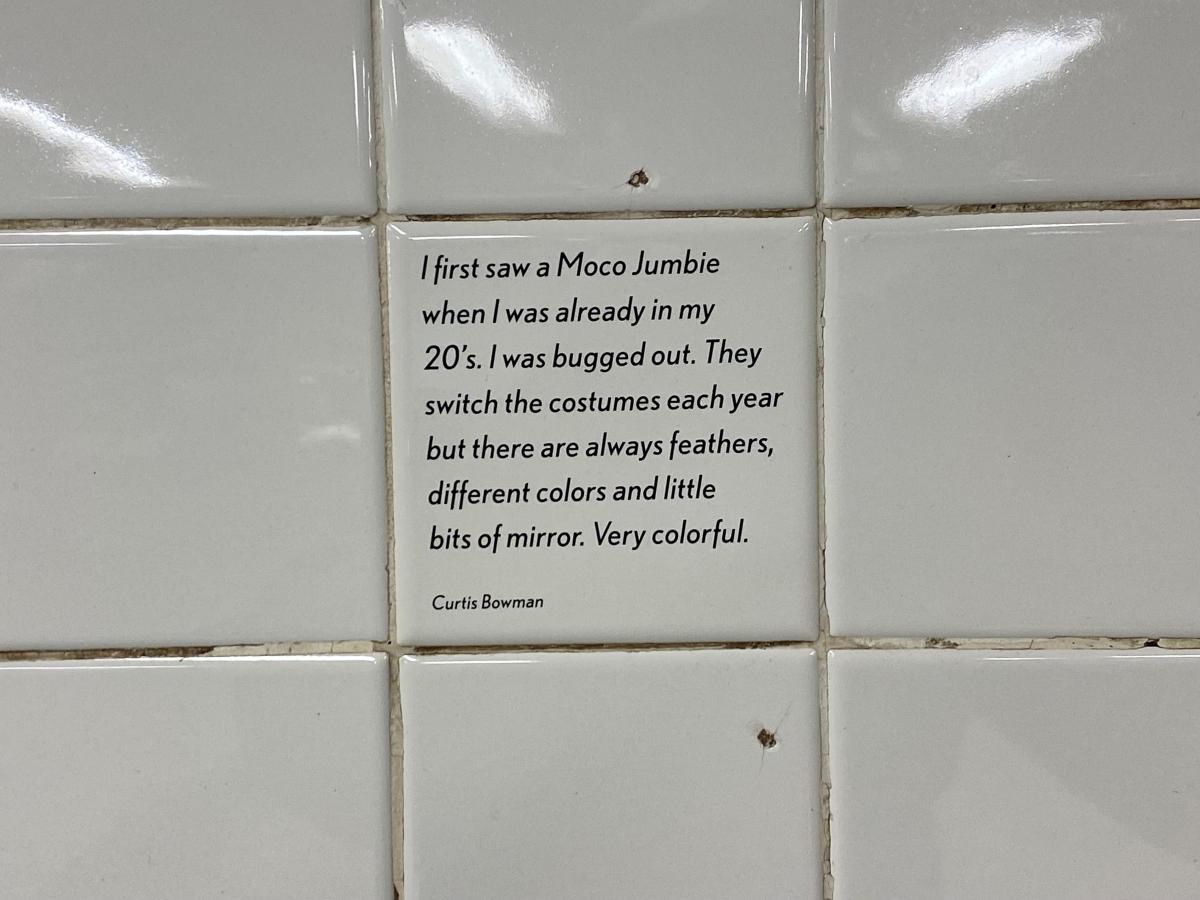 I first saw a Moco Jumbie
when I was already in my
20's. I was bugged out. They
switch the costumes each year
but there are always feathers,
different colors and little
bits of mirror. Very colorful.
Curtis Bowman